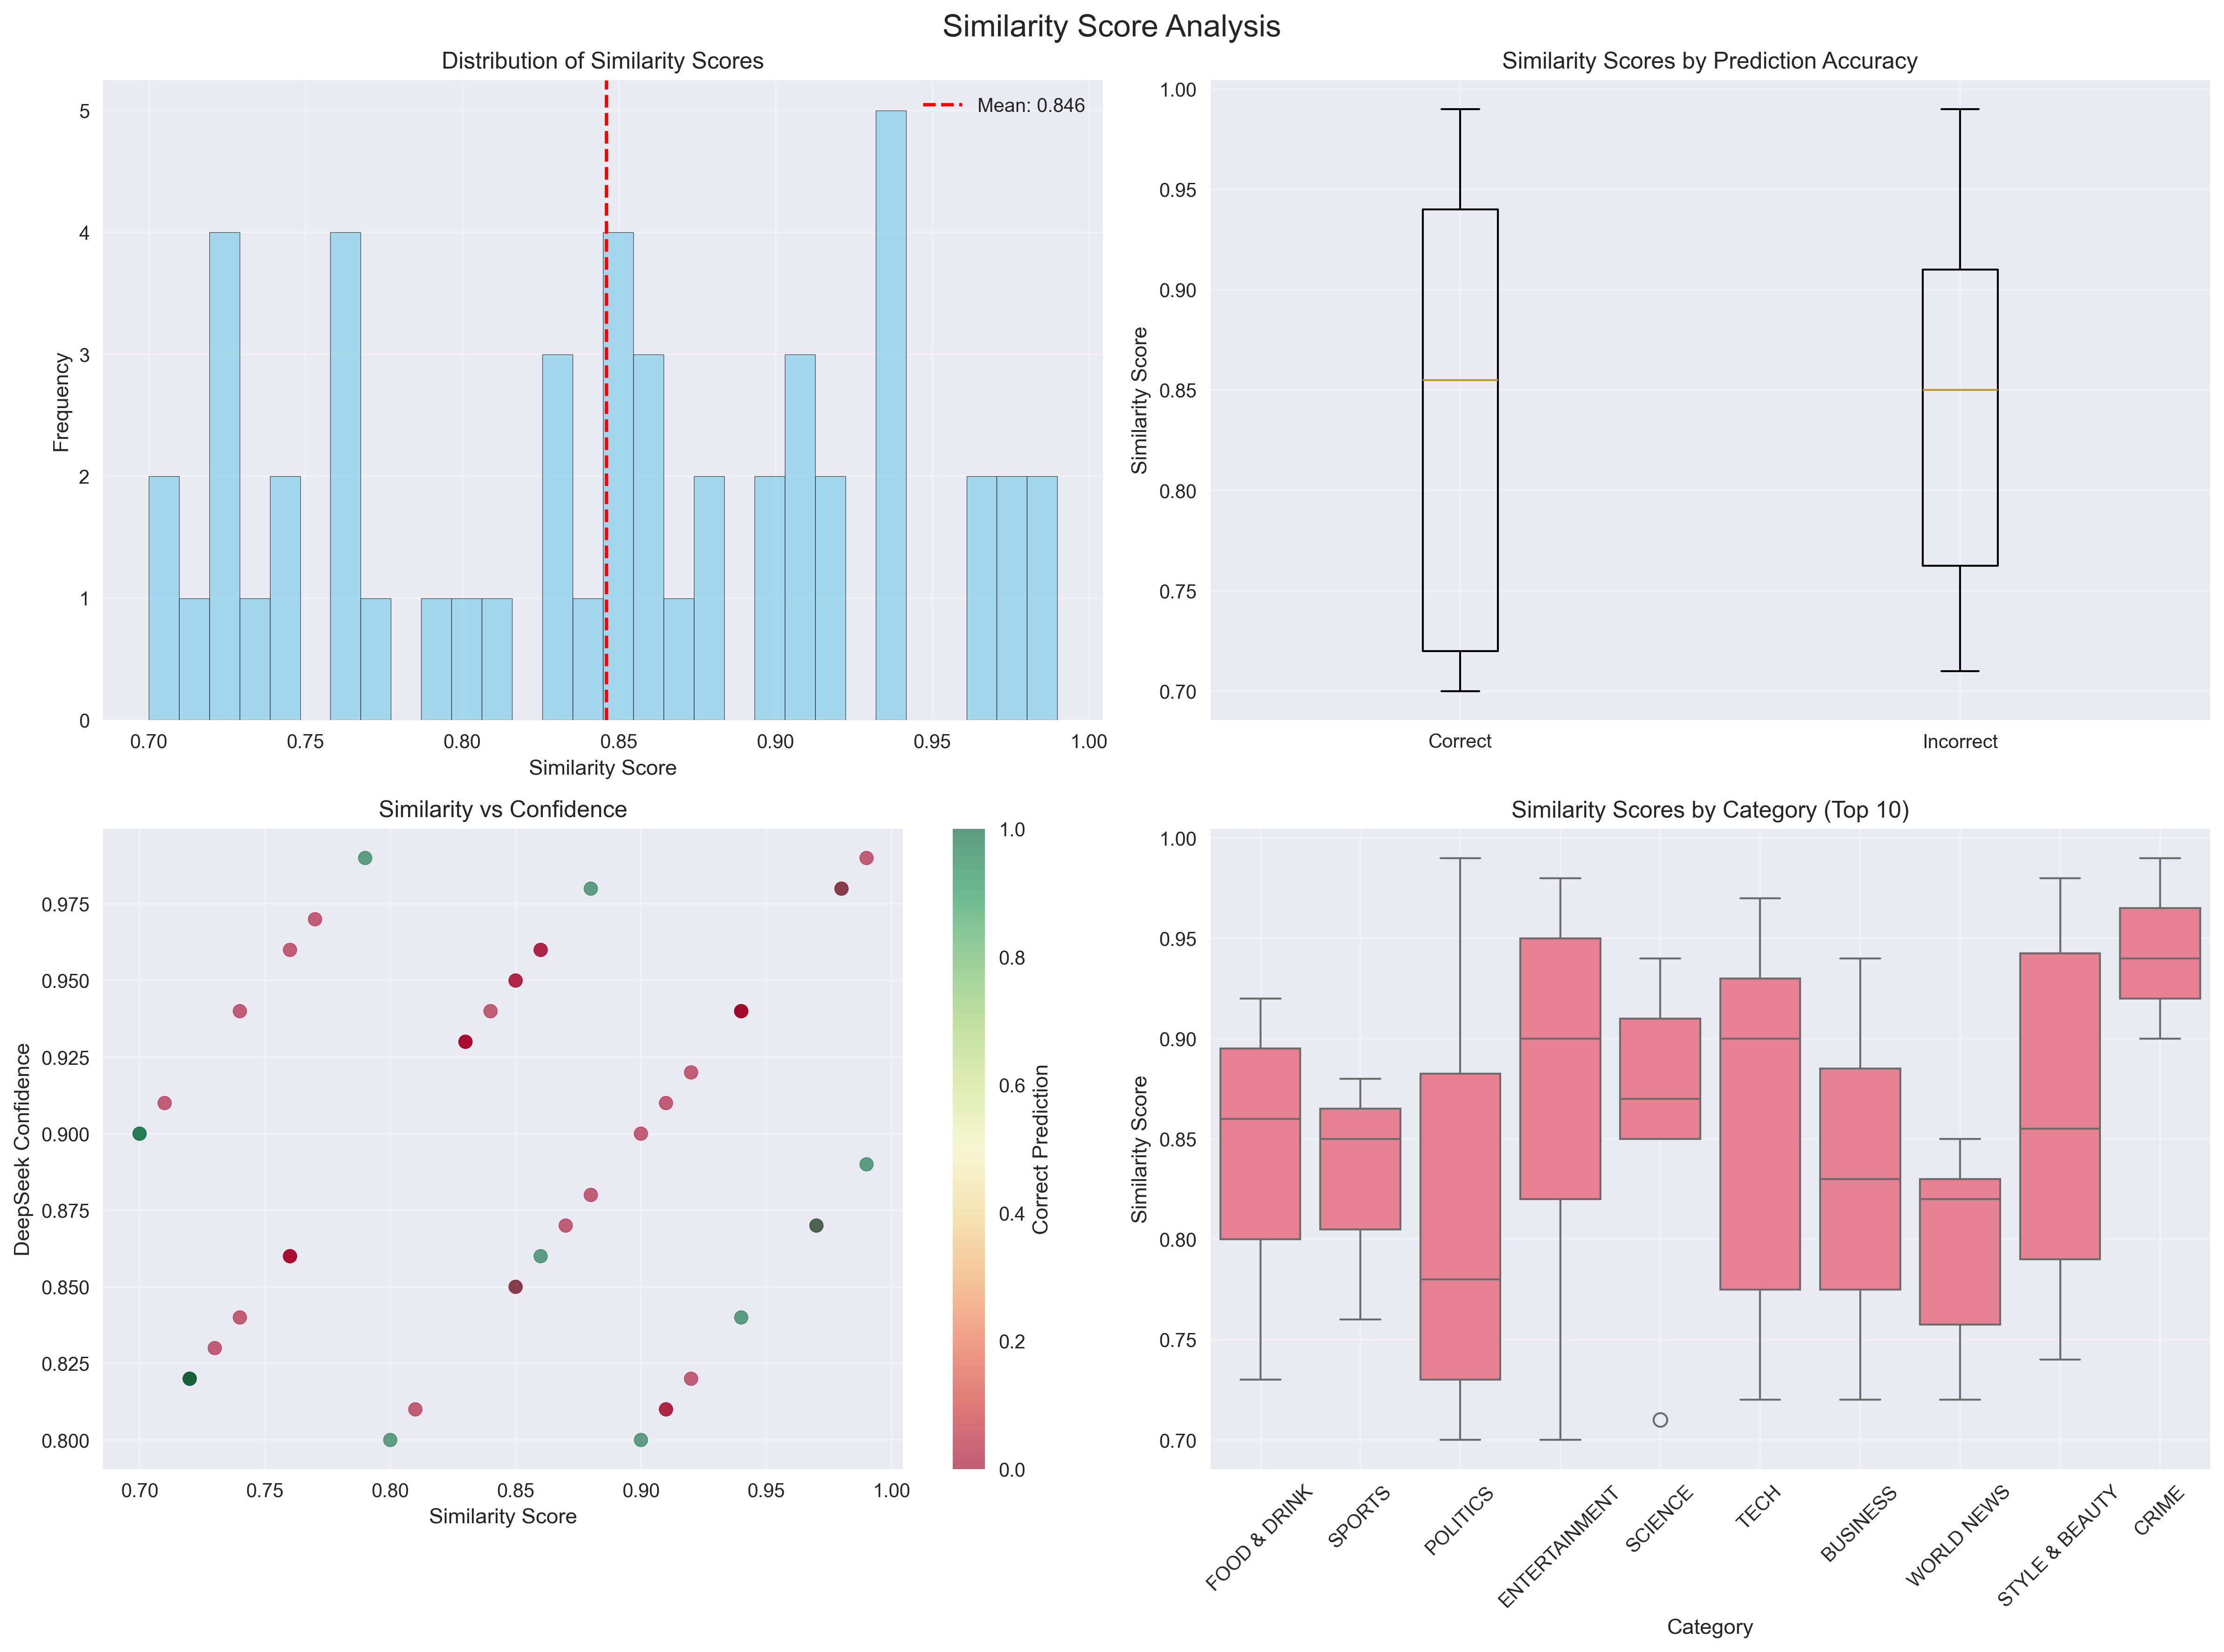 Similarity Score Analysis
Distribution of Similarity Scores
Mean: 0.846
5
4
3
2
1
0
Frequency
0.70 0.75 0.80 0.85 0.90 0.95 1.00
Similarity Score
Similarity Scores by Prediction Accuracy
1.00
0.95
0.90
0.85
0.80
0.75
0.70
Similarity Score
Correct Incorrect
Similarity vs Confidence
0.975
0.950
0.925
0.900
0.875
0.850
0.825
0.800
DeepSeek Confidence
0.70 0.75 0.80 0.85 0.90 0.95 1.00
Similarity Score
1.0
0.8
0.6
0.4
0.2
0.0
Correct Prediction
Similarity Scores by Category (Top 10)
1.00
0.95
0.90
0.85
0.80
0.75
0.70
Similarity Score
FOOD & DRINK
SPORTS
POLITICS
ENTERTAINMENT
SCIENCE
TECH
BUSINESS
WORLD NEWS
STYLE & BEAUTY
CRIME
Category